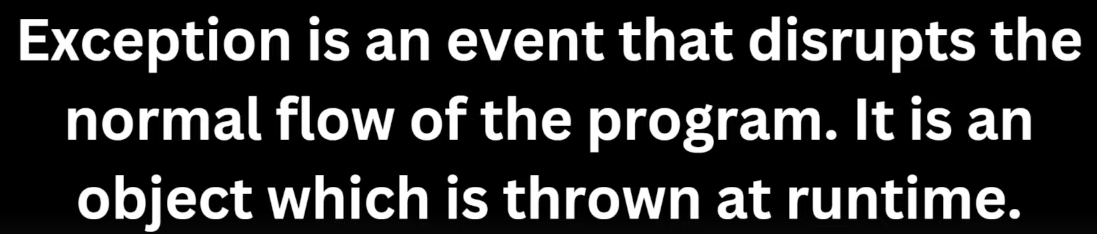 Exception is an event that disrupts the
normal flow of the program. It is an
object which is thrown at runtime.